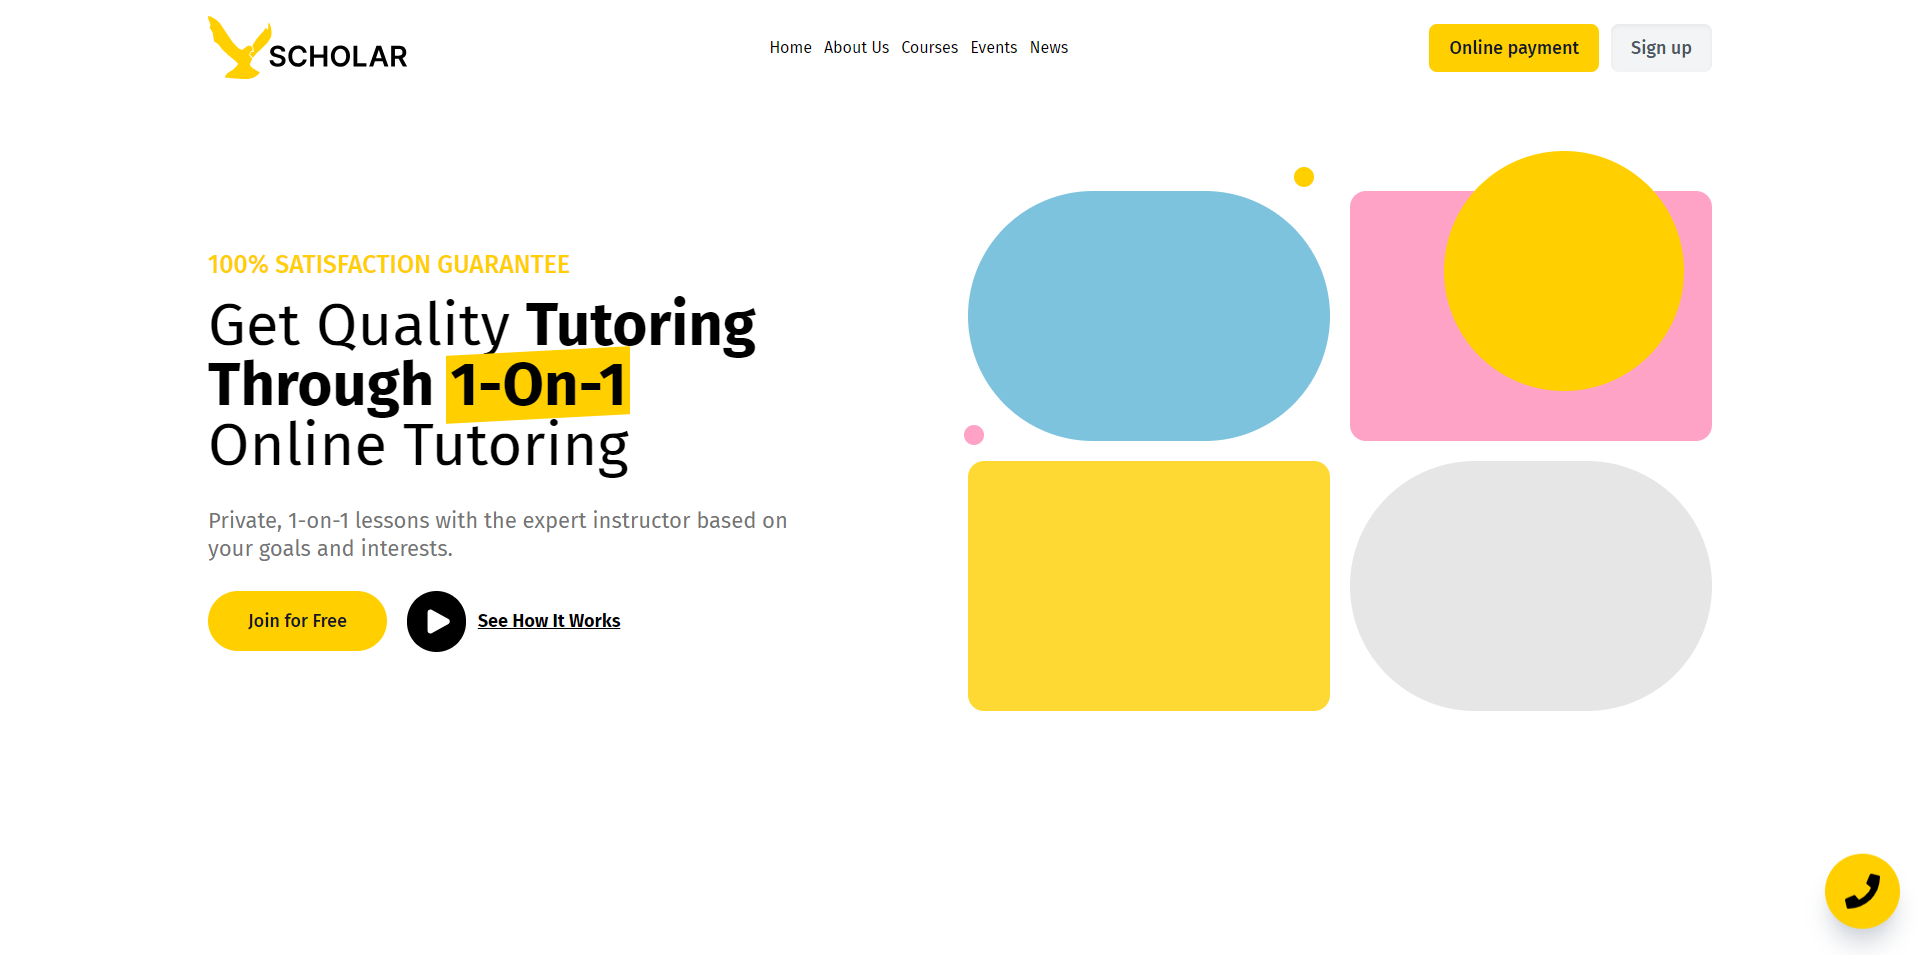 SCHOLAR
Home About Us Courses Events News
Online payment
Sign up
100% SATISFACTION GUARANTEE
Get Quality Tutoring
Through 1-On-1
Online Tutoring
Private, 1-on-1 lessons with the expert instructor based on
your goals and interests.
Join for Free
See How It Works